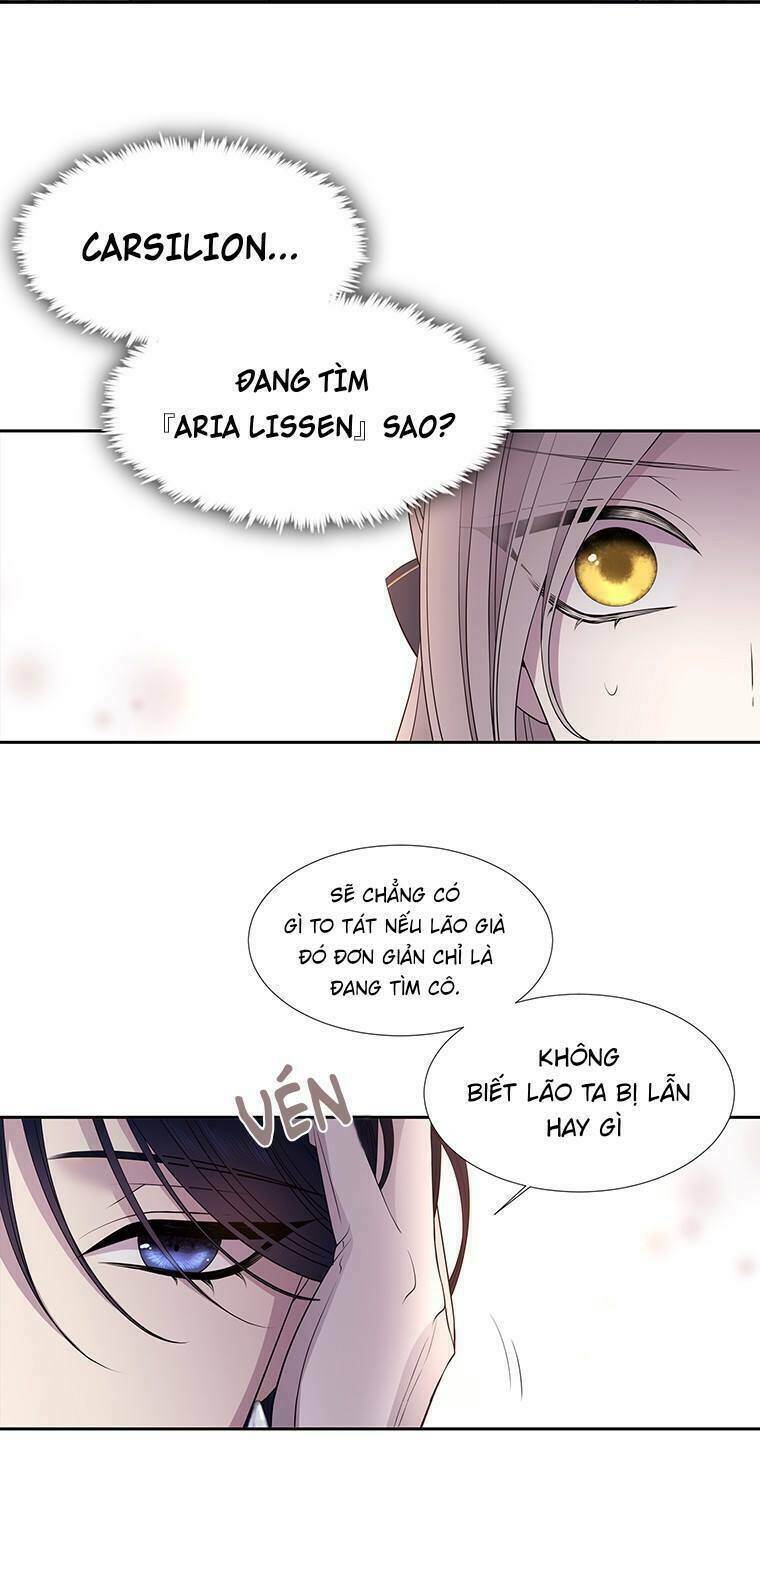 CARSILION...
ĐANG TÌM
『ARIA LISSEN』 SAO?
SẼ CHẲNG CÓ
GÌ TO TÁT NẾU LÃO GIÀ
ĐÓ ĐƠN GIẢN CHỈ LÀ
ĐANG TÌM CÔ.
KHÔNG
BIẾT LÃO TA BỊ LẪN
HAY GÌ
VÉN